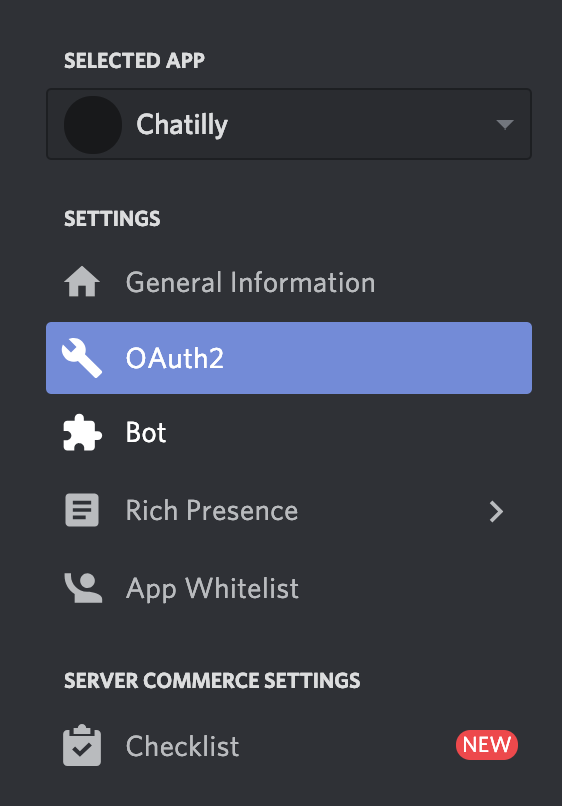 SELECTED APP
Chatilly
SETTINGS
General Information
OAuth2
Bot
Rich Presence
App Whitelist
SERVER COMMERCE SETTINGS
Checklist NEW